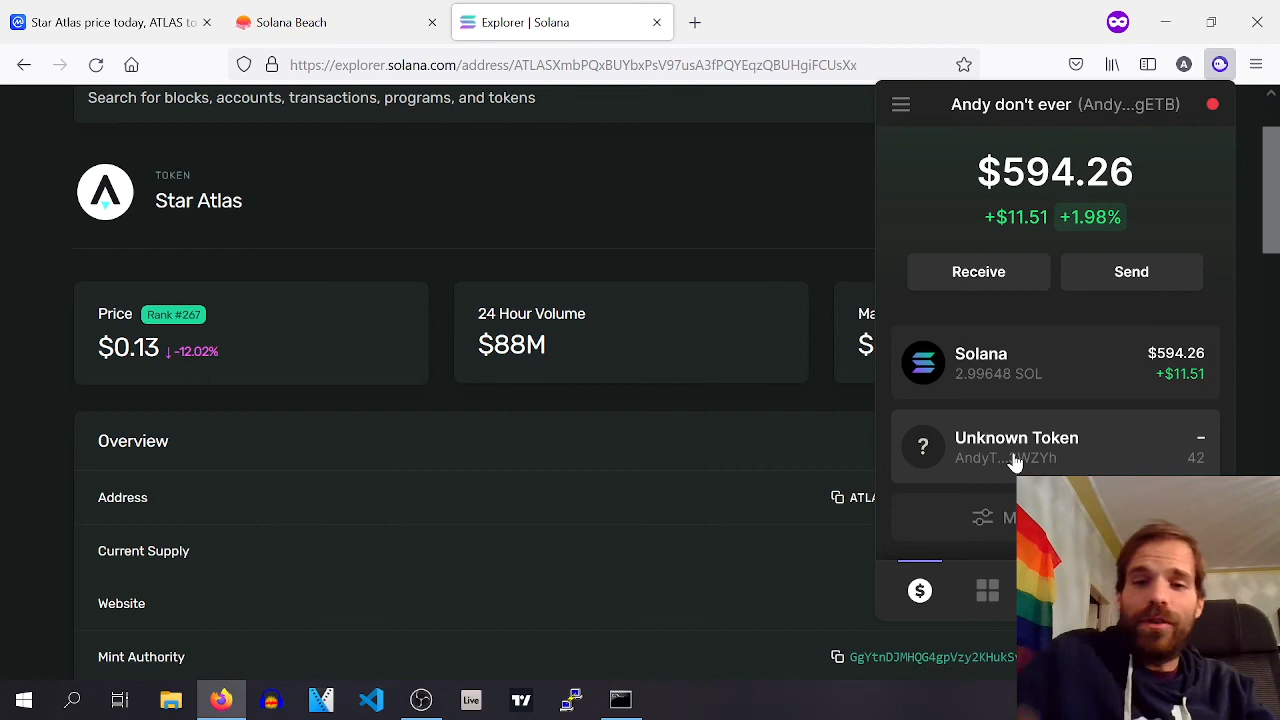 Star Atlas price today, ATLAS to
Solana Beach
Explorer | Solana
https://explorer.solana.com/address/ATLASXmbPQxBUYbxPsV97usA3fPQYEqzQBUHgiFCUsXx
A
Search for blocks, accounts, transactions, programs, and tokens
TOKEN
Star Atlas
Price Rank #267
$0.13 ↓-12.02%
24 Hour Volume
$88M
Ma
$
Overview
Address
ATLA
Current Supply
Website
Mint Authority
Andy don't ever (Andy...gETB)
$594.26
+$11.51 +1.98%
Receive
Send
Solana
2.99648 SOL
$594.26
+$11.51
?
Unknown Token
–
42
M
$
Live